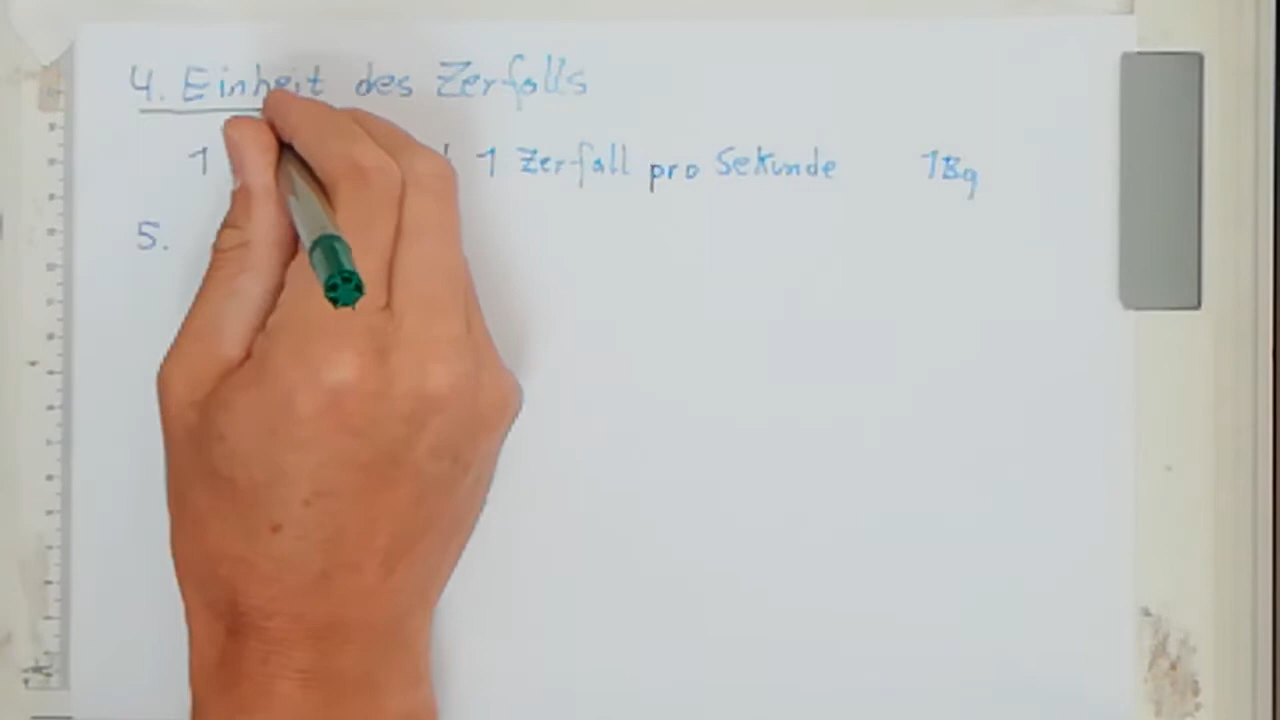 4. Einheit des Zerfalls
1 1 Zerfall pro Sekunde 1Bq
5.